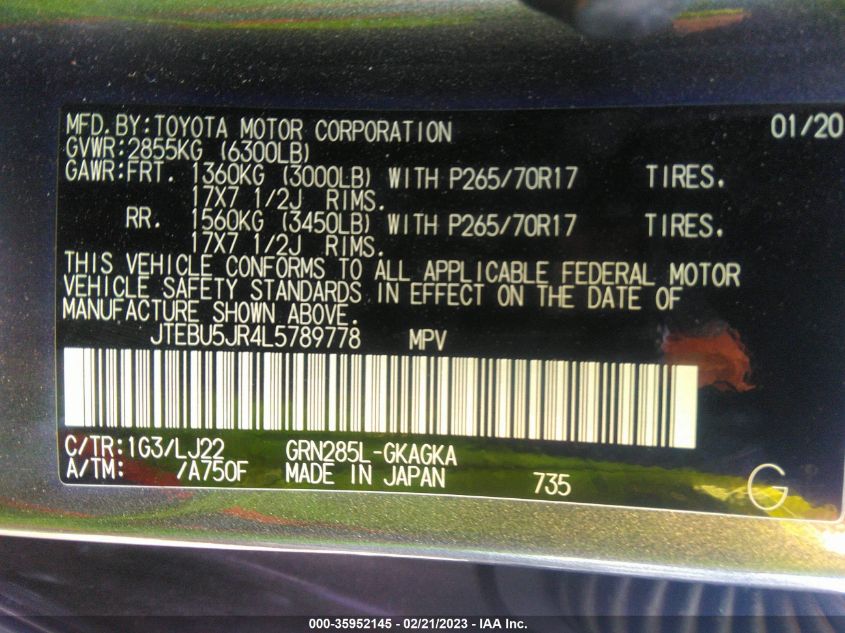 MFD.BY:TOYOTA MOTOR CORPORATION 01/20
GVWR:2855KG (6300LB)
GAWR:FRT. 1360KG (3000LB) WITH P265/70R17 TIRES.
17X7 1/2J RIMS.
RR. 1560KG (3450LB) WITH P265/70R17 TIRES.
17X7 1/2J RIMS.
THIS VEHICLE CONFORMS TO ALL APPLICABLE FEDERAL MOTOR
VEHICLE SAFETY STANDARDS IN EFFECT ON THE DATE OF
MANUFACTURE SHOWN ABOVE.
JTEBU5JR4L5789778 MPV
C/TR:1G3/LJ22 GRN285L-GKAGKA
A/TM: /A750F MADE IN JAPAN 735 G
000-35952145 - 02/21/2023 - IAA Inc.